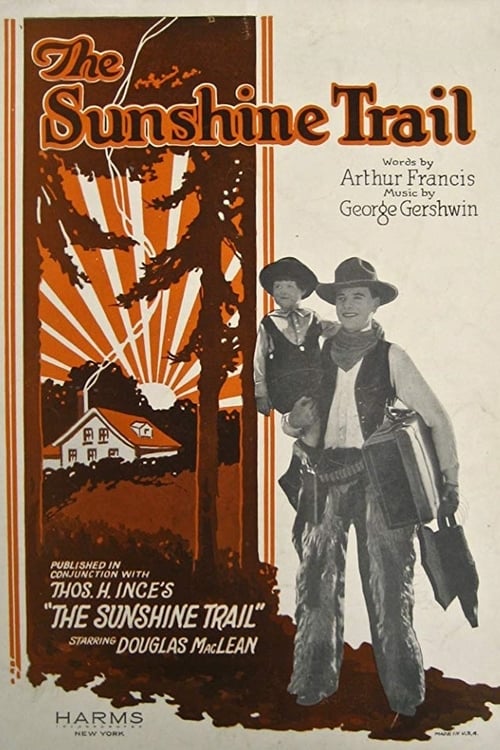 The
Sunshine Trail
Words by
Arthur Francis
Music by
George Gershwin
PUBLISHED IN
CONJUNCTION WITH
THOS. H. INCE'S
"THE SUNSHINE TRAIL"
STARRING DOUGLAS MacLEAN
HARMS
INCORPORATED
NEW YORK
MADE IN U.S.A.